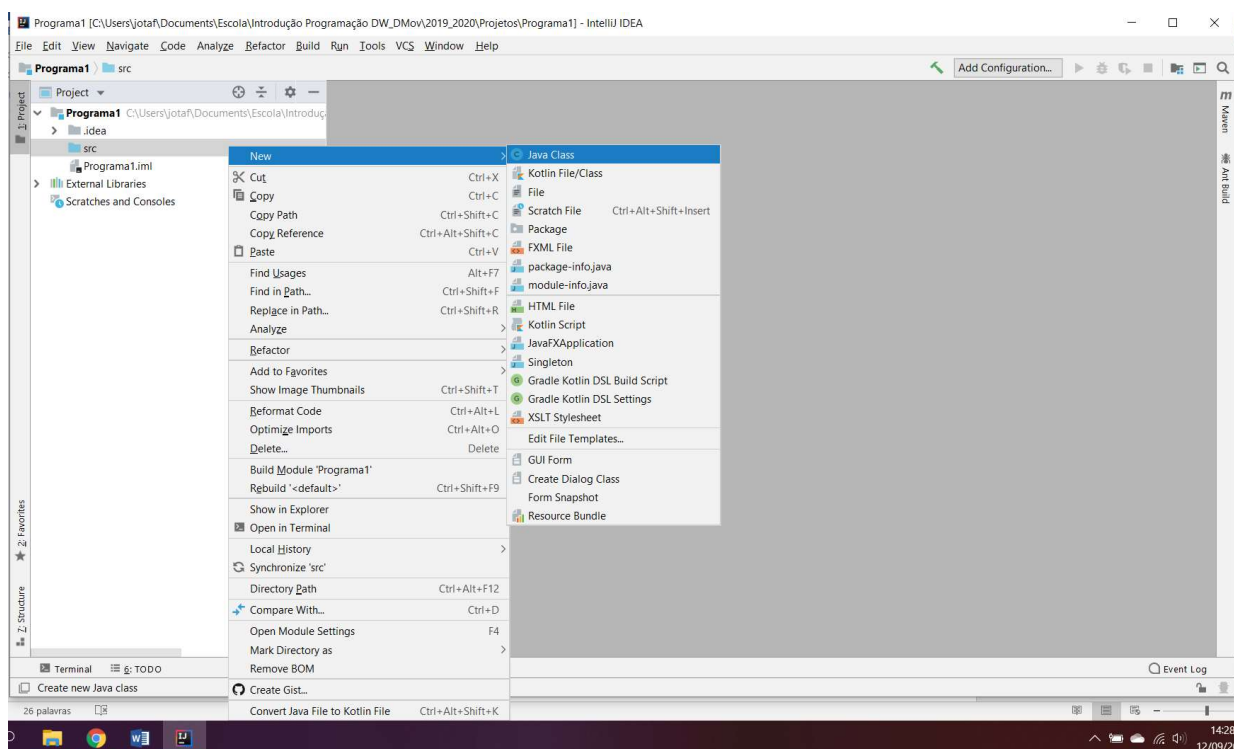 Programa1 [C:\Users\jotaf\Documents\Escola\Introdução Programação DW_DMov\2019_2020\Projetos\Programa1] - IntelliJ IDEA
File Edit View Navigate Code Analyze Refactor Build Run Tools VCS Window Help
Programa1 src
Add Configuration...
Project
Programa1 C:\Users\jotaf\Documents\Escola\Introduç
.idea
src
Programa1.iml
External Libraries
Scratches and Consoles
1: Project
2: Favorites
7: Structure
Maven
Ant Build
New
Cut Ctrl+X
Copy Ctrl+C
Copy Path Ctrl+Shift+C
Copy Reference Ctrl+Alt+Shift+C
Paste Ctrl+V
Find Usages Alt+F7
Find in Path... Ctrl+Shift+F
Replace in Path... Ctrl+Shift+R
Analyze
Refactor
Add to Favorites
Show Image Thumbnails Ctrl+Shift+T
Reformat Code Ctrl+Alt+L
Optimize Imports Ctrl+Alt+O
Delete... Delete
Build Module 'Programa1'
Rebuild '<default>' Ctrl+Shift+F9
Show in Explorer
Open in Terminal
Local History
Synchronize 'src'
Directory Path Ctrl+Alt+F12
Compare With... Ctrl+D
Open Module Settings F4
Mark Directory as
Remove BOM
Create Gist...
Convert Java File to Kotlin File Ctrl+Alt+Shift+K
Java Class
Kotlin File/Class
File
Scratch File Ctrl+Alt+Shift+Insert
Package
FXML File
package-info.java
module-info.java
HTML File
Kotlin Script
JavaFXApplication
Singleton
Gradle Kotlin DSL Build Script
Gradle Kotlin DSL Settings
XSLT Stylesheet
Edit File Templates...
GUI Form
Create Dialog Class
Form Snapshot
Resource Bundle
Terminal 6: TODO
Event Log
Create new Java class
26 palavras
14:28
12/09/20